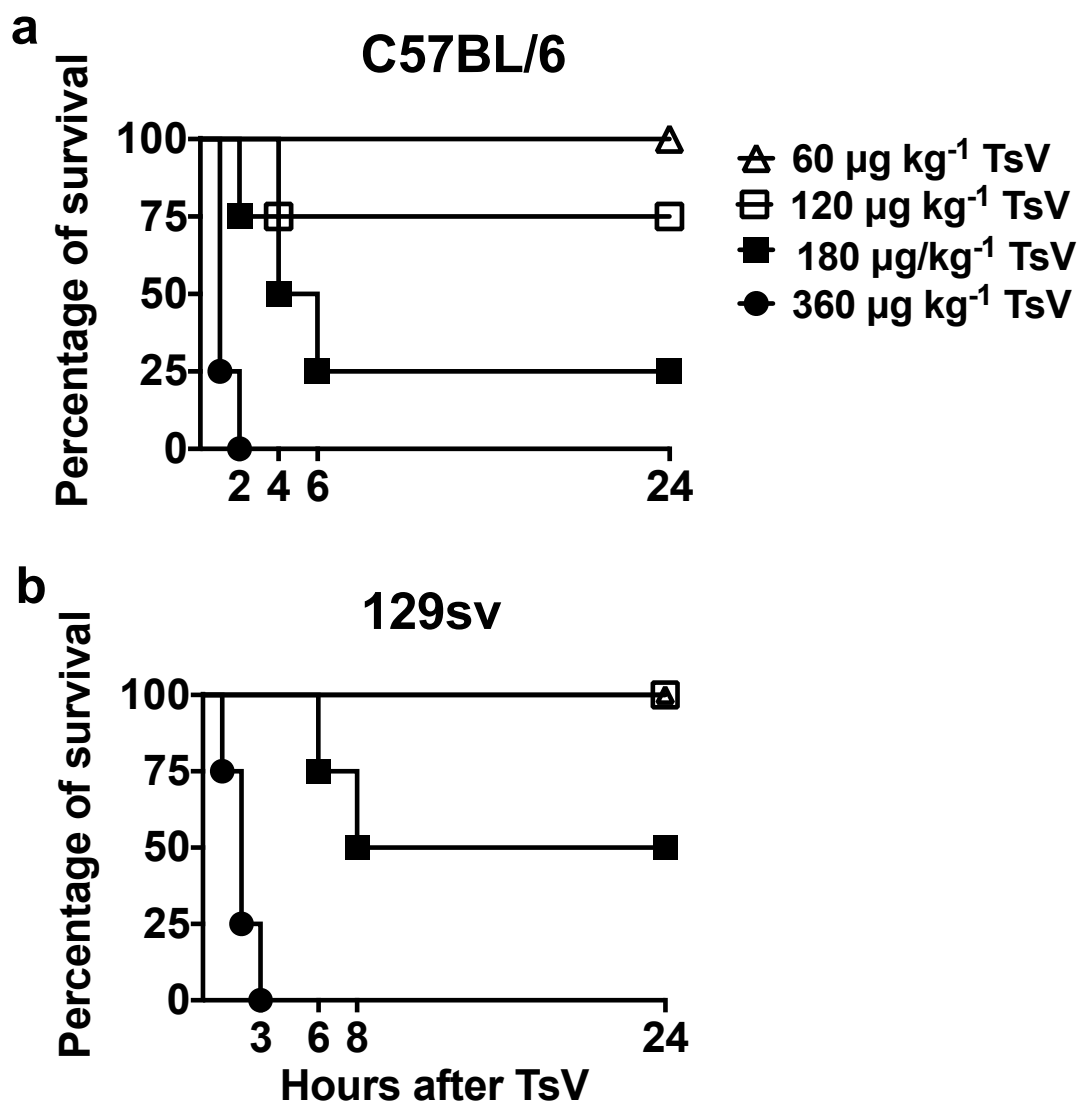 a
C57BL/6
Percentage of survival
100
75
50
25
0
2 4 6 24
60 µg kg⁻¹ TsV
120 µg kg⁻¹ TsV
180 µg/kg⁻¹ TsV
360 µg kg⁻¹ TsV
b
129sv
Percentage of survival
100
75
50
25
0
3 6 8 24
Hours after TsV